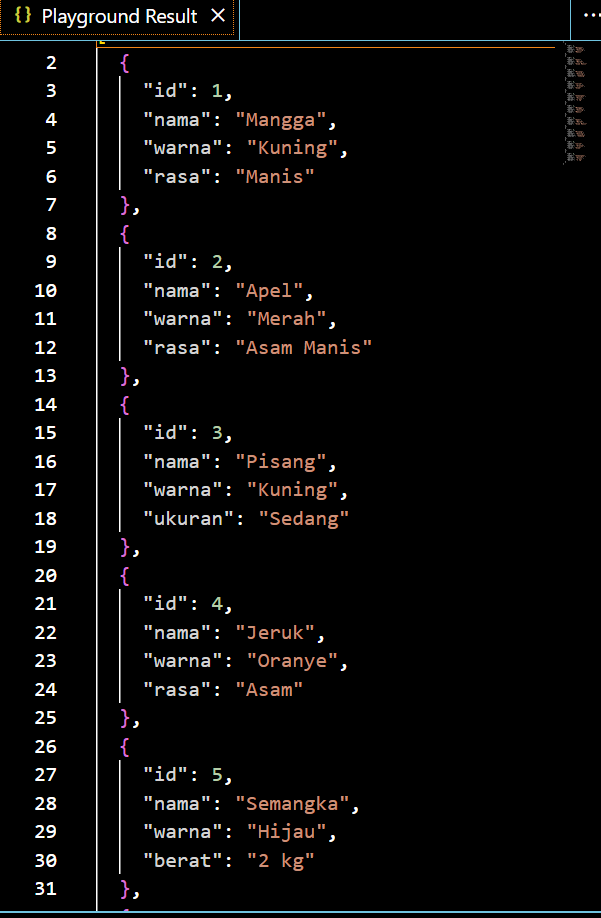 {} Playground Result × ...
2 {
3 "id": 1,
4 "nama": "Mangga",
5 "warna": "Kuning",
6 "rasa": "Manis"
7 },
8 {
9 "id": 2,
10 "nama": "Apel",
11 "warna": "Merah",
12 "rasa": "Asam Manis"
13 },
14 {
15 "id": 3,
16 "nama": "Pisang",
17 "warna": "Kuning",
18 "ukuran": "Sedang"
19 },
20 {
21 "id": 4,
22 "nama": "Jeruk",
23 "warna": "Oranye",
24 "rasa": "Asam"
25 },
26 {
27 "id": 5,
28 "nama": "Semangka",
29 "warna": "Hijau",
30 "berat": "2 kg"
31 },